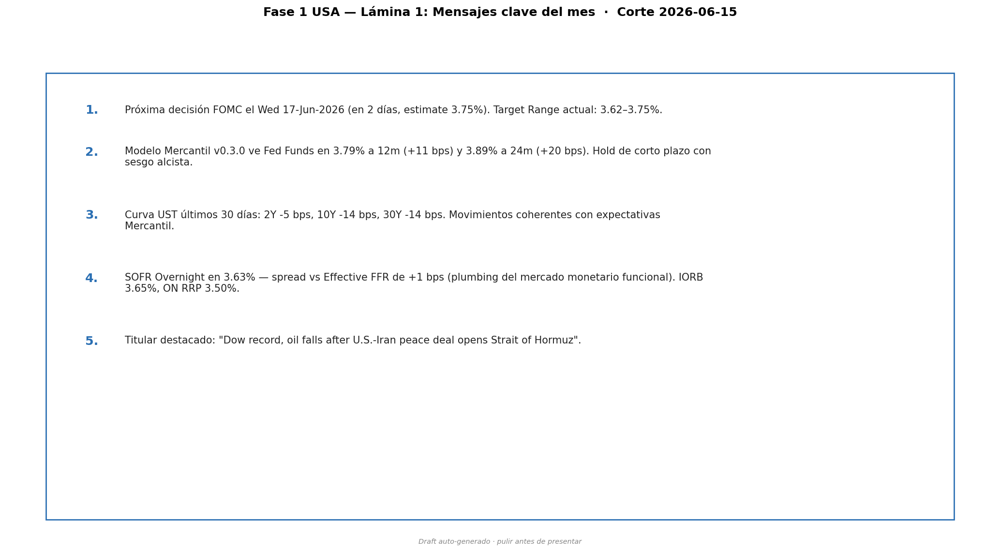 Fase 1 USA — Lámina 1: Mensajes clave del mes · Corte 2026-06-15
1. Próxima decisión FOMC el Wed 17-Jun-2026 (en 2 días, estimate 3.75%). Target Range actual: 3.62–3.75%.
2. Modelo Mercantil v0.3.0 ve Fed Funds en 3.79% a 12m (+11 bps) y 3.89% a 24m (+20 bps). Hold de corto plazo con
sesgo alcista.
3. Curva UST últimos 30 días: 2Y -5 bps, 10Y -14 bps, 30Y -14 bps. Movimientos coherentes con expectativas
Mercantil.
4. SOFR Overnight en 3.63% — spread vs Effective FFR de +1 bps (plumbing del mercado monetario funcional). IORB
3.65%, ON RRP 3.50%.
5. Titular destacado: "Dow record, oil falls after U.S.-Iran peace deal opens Strait of Hormuz".
Draft auto-generado · pulir antes de presentar